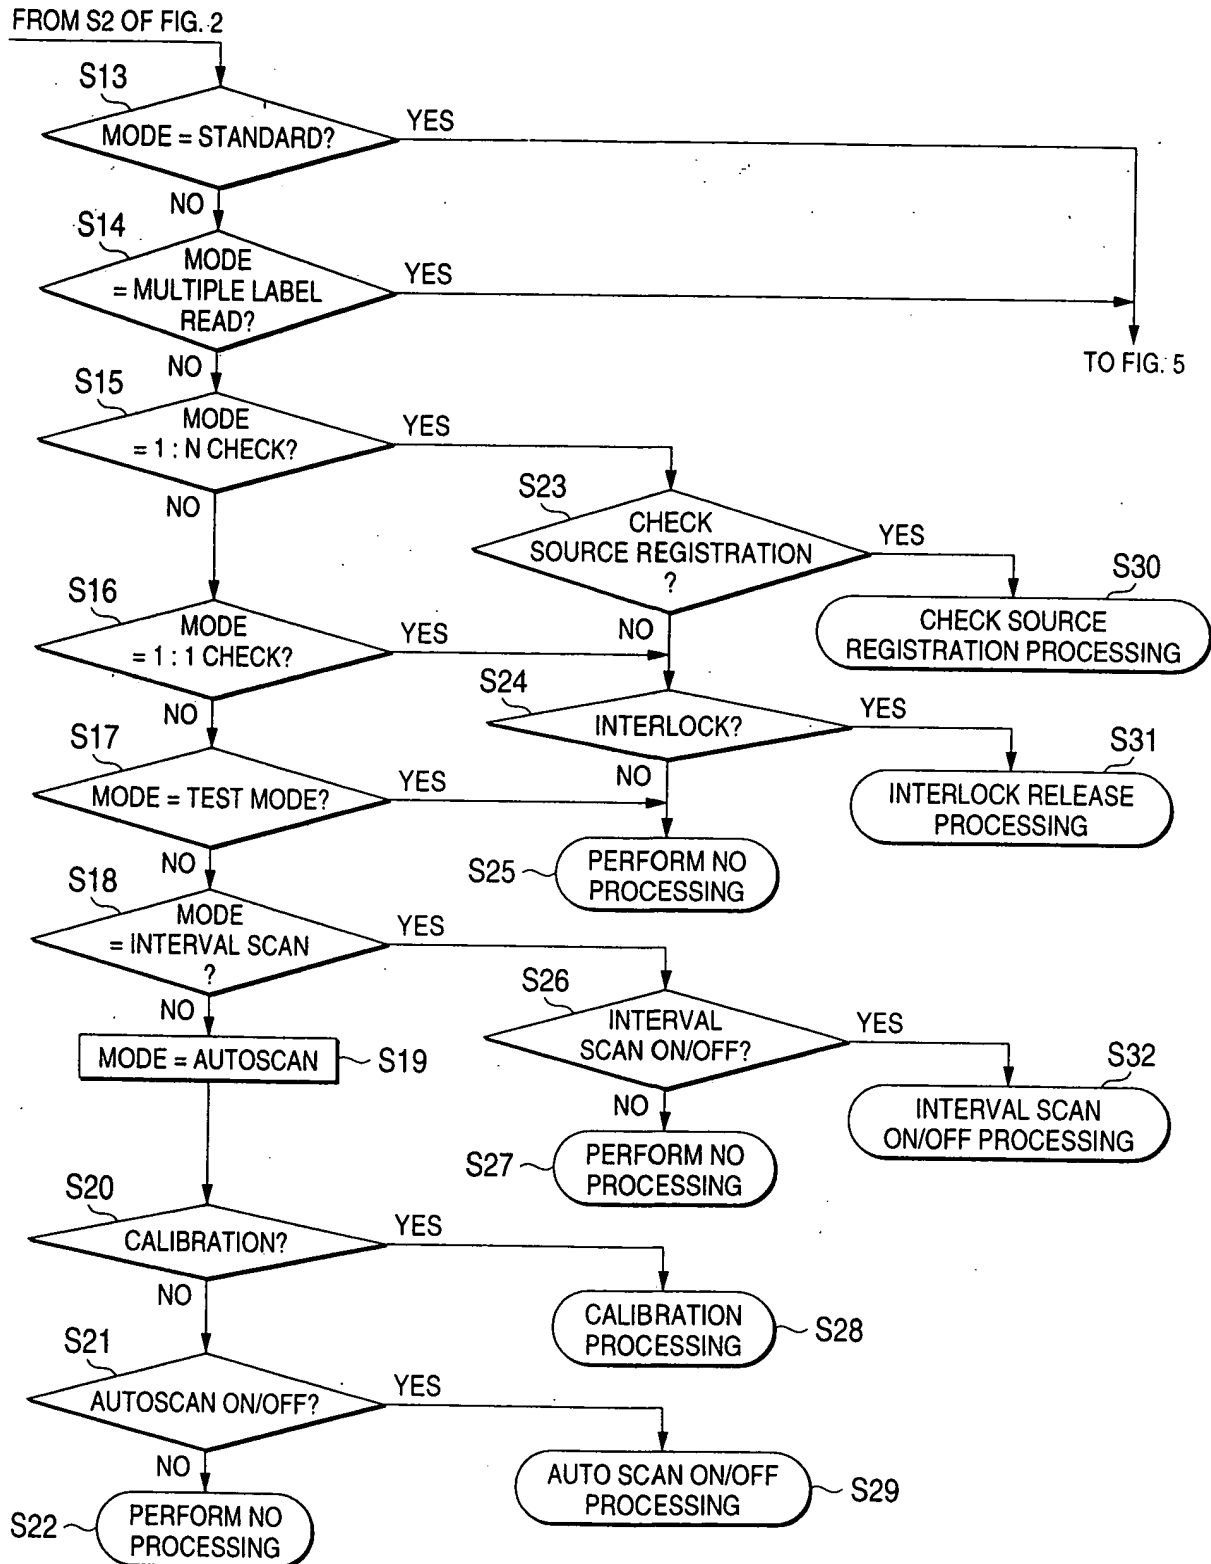 FROM S2 OF FIG. 2
S13
MODE = STANDARD?
YES
NO
S14
MODE
= MULTIPLE LABEL
READ?
YES
NO
TO FIG. 5
S15
MODE
= 1 : N CHECK?
YES
NO
S23
CHECK
SOURCE REGISTRATION
?
YES
NO
S30
CHECK SOURCE
REGISTRATION PROCESSING
S16
MODE
= 1 : 1 CHECK?
YES
NO
S24
INTERLOCK?
YES
NO
S31
INTERLOCK RELEASE
PROCESSING
S17
MODE = TEST MODE?
YES
NO
S25
PERFORM NO
PROCESSING
S18
MODE
= INTERVAL SCAN
?
YES
NO
S26
INTERVAL
SCAN ON/OFF?
YES
NO
S32
INTERVAL SCAN
ON/OFF PROCESSING
MODE = AUTOSCAN
S19
S27
PERFORM NO
PROCESSING
S20
CALIBRATION?
YES
NO
CALIBRATION
PROCESSING
S28
S21
AUTOSCAN ON/OFF?
YES
NO
AUTO SCAN ON/OFF
PROCESSING
S29
S22
PERFORM NO
PROCESSING